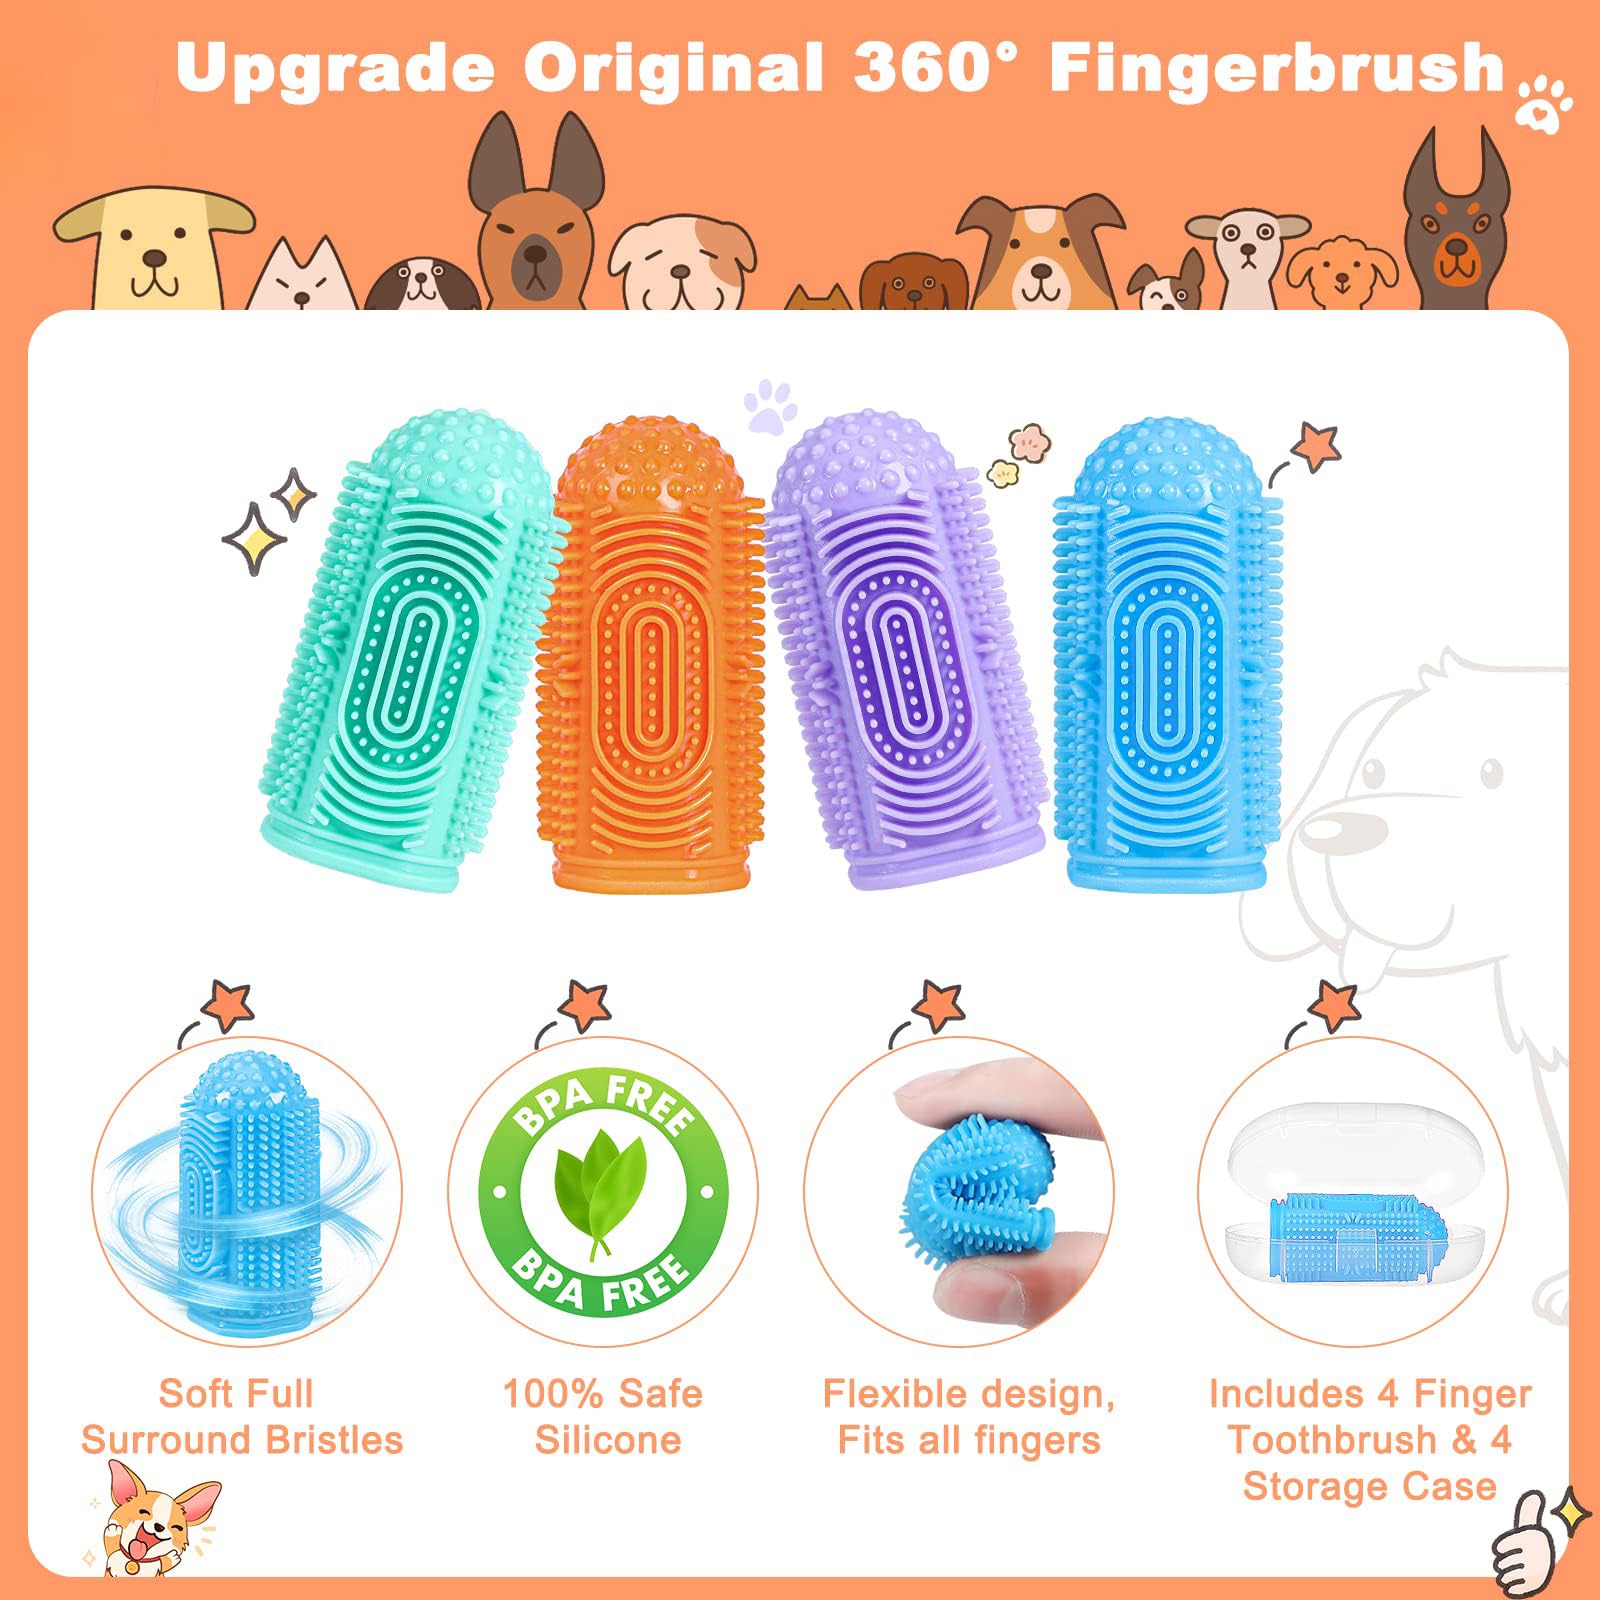 Upgrade Original 360° Fingerbrush
BPA FREE
BPA FREE
Soft Full
Surround Bristles
100% Safe
Silicone
Flexible design,
Fits all fingers
Includes 4 Finger
Toothbrush & 4
Storage Case